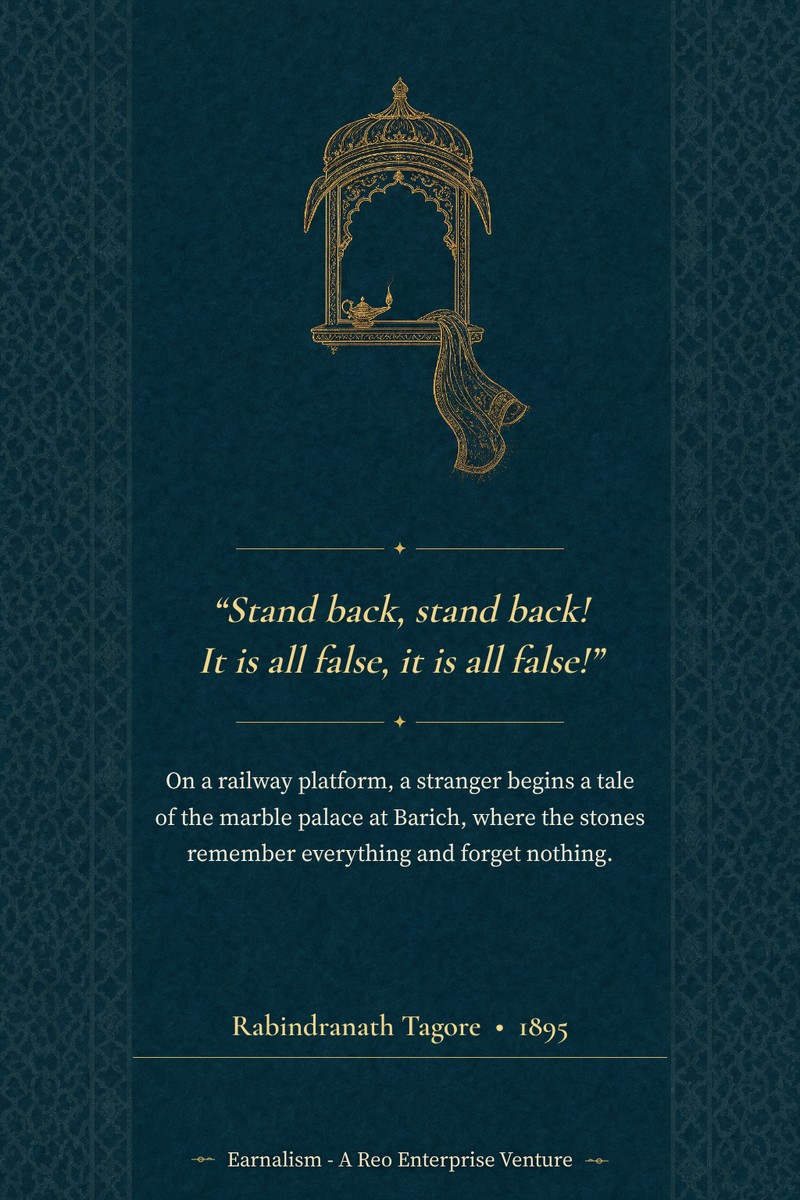 “Stand back, stand back!
It is all false, it is all false!”
On a railway platform, a stranger begins a tale
of the marble palace at Barich, where the stones
remember everything and forget nothing.
Rabindranath Tagore • 1895
Earnalism - A Reo Enterprise Venture